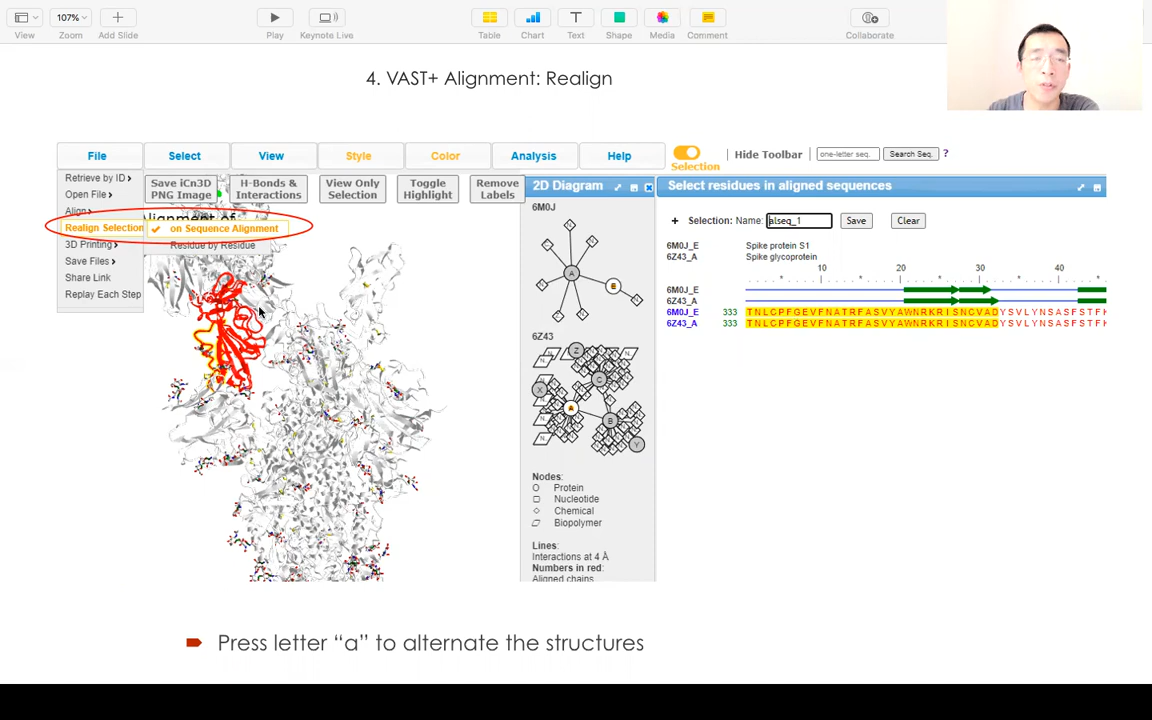 107%
View
Zoom
Add Slide
Play
Keynote Live
Table
Chart
Text
Shape
Media
Comment
Collaborate
4. VAST+ Alignment: Realign
File
Select
View
Style
Color
Analysis
Help
Selection
Hide Toolbar
one-letter seq.
Search Seq.
?
Retrieve by ID
Open File
Align
Realign Selection
on Sequence Alignment
Residue by Residue
3D Printing
Save Files
Share Link
Replay Each Step
Save iCn3D
PNG Image
H-Bonds &
Interactions
View Only
Selection
Toggle
Highlight
Remove
Labels
Alignment of
2D Diagram
6M0J
A
E
N
6Z43
Z
C
X
A
B
Y
Nodes:
Protein
Nucleotide
Chemical
Biopolymer
Lines:
Interactions at 4 Å
Numbers in red:
Aligned chains
Select residues in aligned sequences
+ Selection: Name: alseq_1 Save Clear
6M0J_E Spike protein S1
6Z43_A Spike glycoprotein
10 20 30 40
6M0J_E
6Z43_A
6M0J_E 333 TNLCPFGEVFNATRFASVYAWNRKRISNCVADYSVLYNSASFSTFK
6Z43_A 333 TNLCPFGEVFNATRFASVYAWNRKRISNCVADYSVLYNSASFSTFK
Press letter “a” to alternate the structures